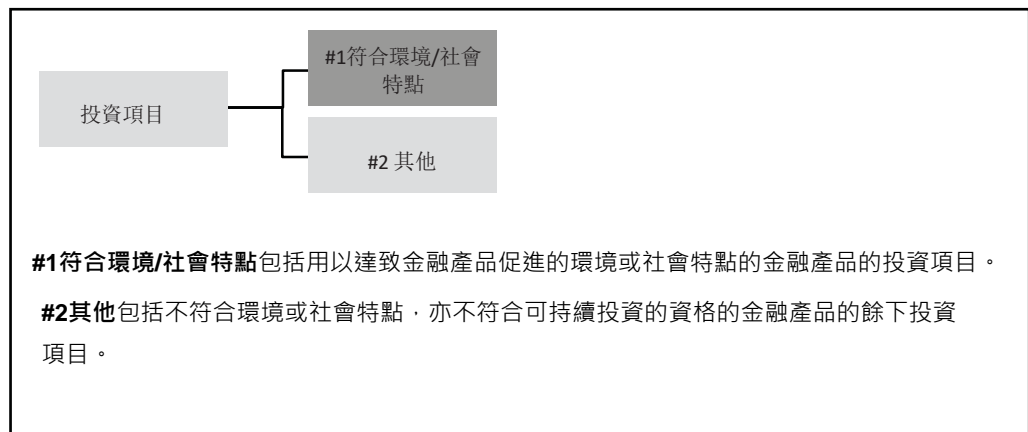 #1符合環境/社會
特點
投資項目
#2 其他
#1符合環境/社會特點包括用以達致金融產品促進的環境或社會特點的金融產品的投資項目。
#2其他包括不符合環境或社會特點，亦不符合可持續投資的資格的金融產品的餘下投資
項目。